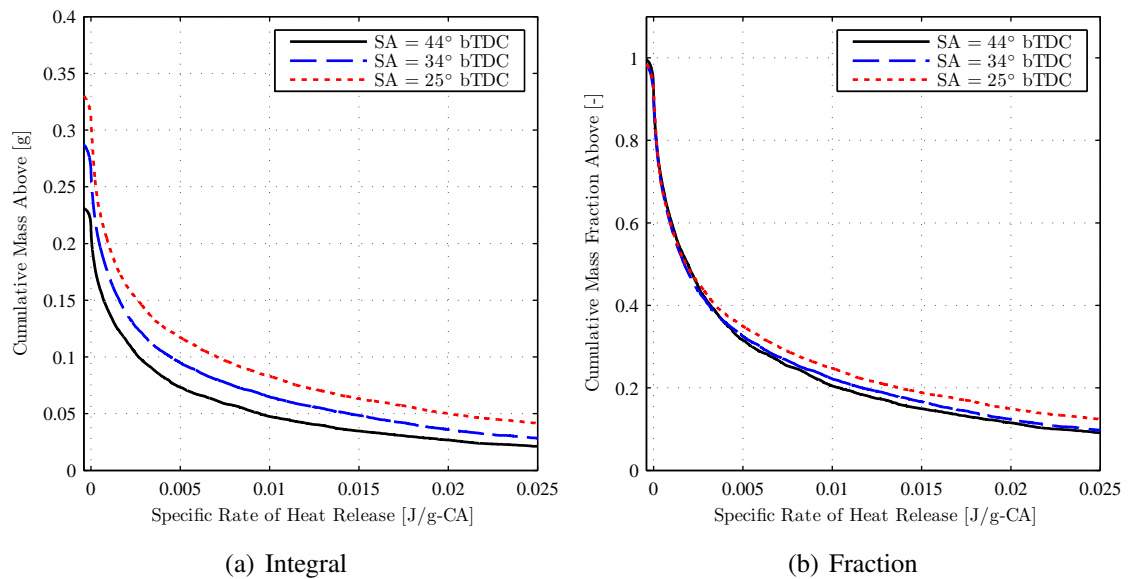 SA = 44° bTDC
SA = 34° bTDC
SA = 25° bTDC
0.4
0.35
0.3
0.25
0.2
0.15
0.1
0.05
0
Cumulative Mass Above [g]
0
0.005
0.01
0.015
0.02
0.025
Specific Rate of Heat Release [J/g-CA]
(a) Integral
SA = 44° bTDC
SA = 34° bTDC
SA = 25° bTDC
1
0.8
0.6
0.4
0.2
0
Cumulative Mass Fraction Above [-]
0
0.005
0.01
0.015
0.02
0.025
Specific Rate of Heat Release [J/g-CA]
(b) Fraction